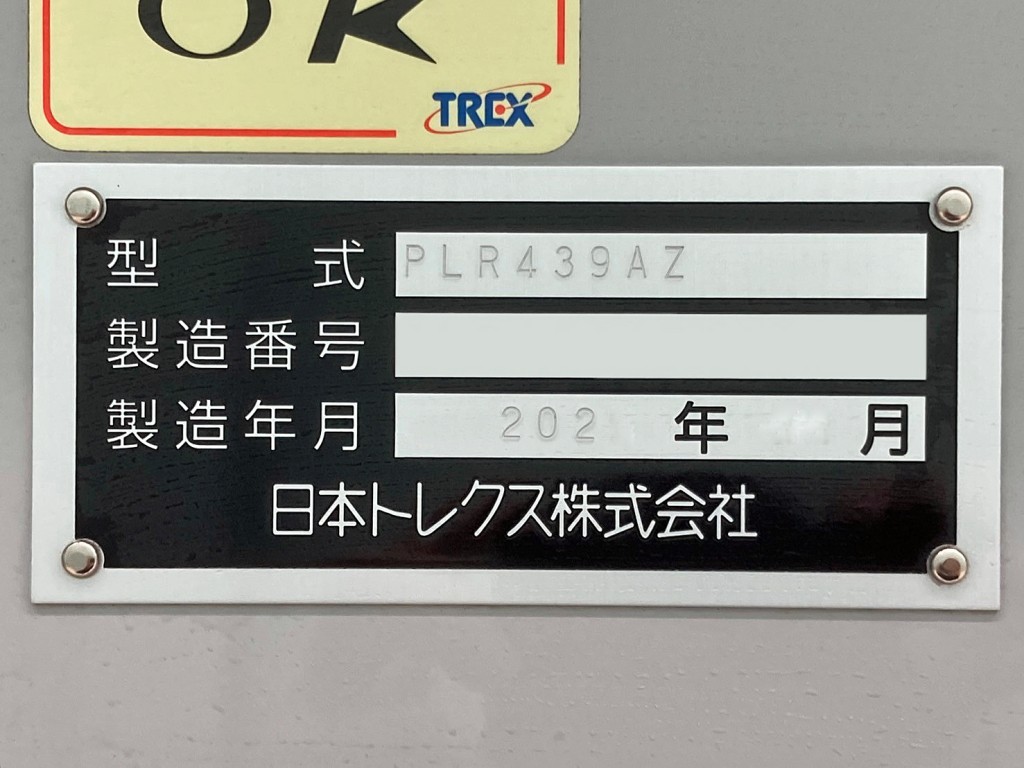 OK
TREX
型式 PLR439AZ
製造番号
製造年月 202 年 月
日本トレクス株式会社